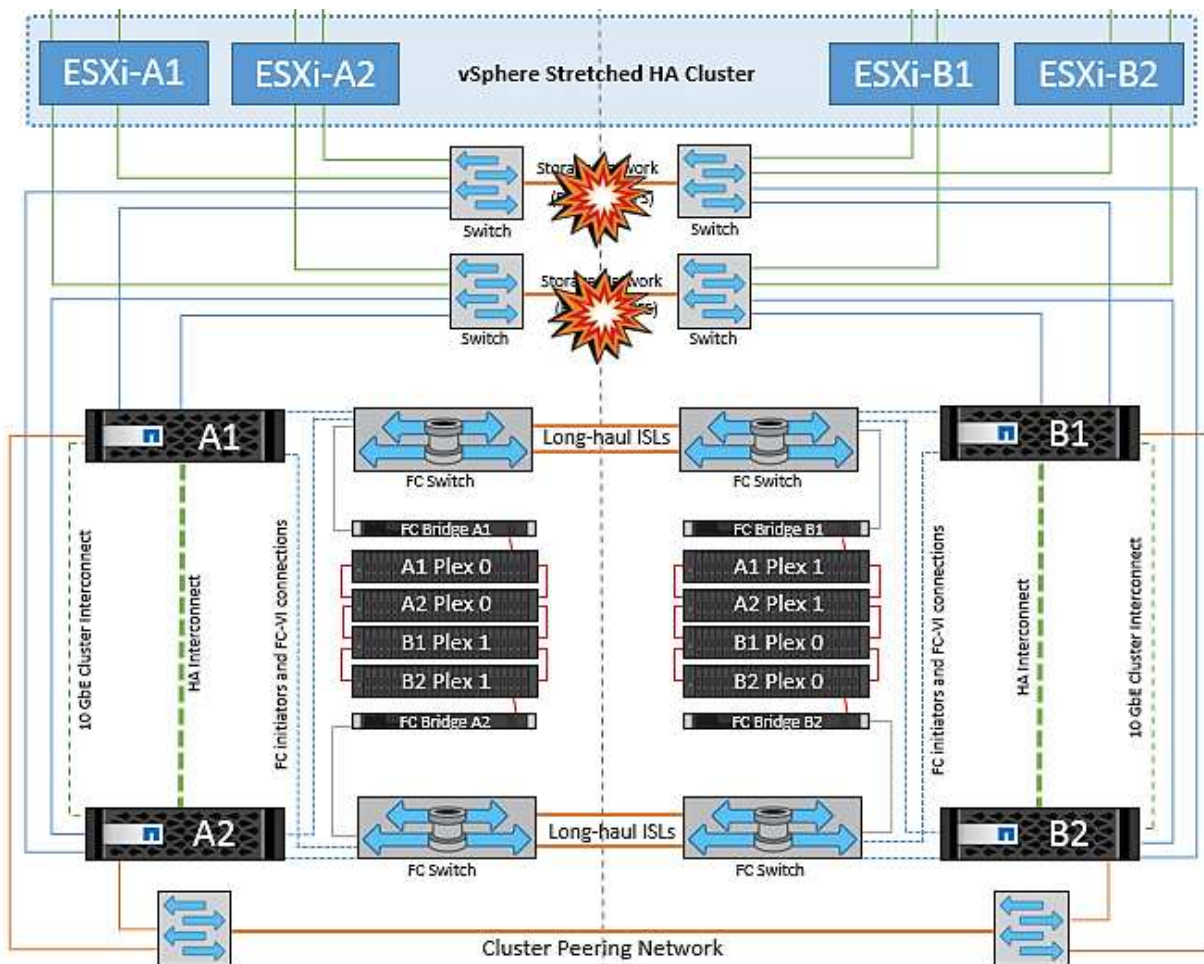 ESXi-A1
ESXi-A2
vSphere Stretched HA Cluster
ESXi-B1
ESXi-B2
Storage Network
Switch
Switch
Storage Network
Switch
Switch
A1
B1
Long-haul ISLs
FC Switch
FC Switch
FC Bridge A1
FC Bridge B1
A1 Plex 0
A1 Plex 1
A2 Plex 0
A2 Plex 1
B1 Plex 1
B1 Plex 0
B2 Plex 1
B2 Plex 0
FC Bridge A2
FC Bridge B2
10 GbE Cluster Interconnect
HA Interconnect
FC initiators and FC-VI connections
FC initiators and FC-VI connections
HA Interconnect
10 GbE Cluster Interconnect
A2
B2
Long-haul ISLs
FC Switch
FC Switch
Cluster Peering Network